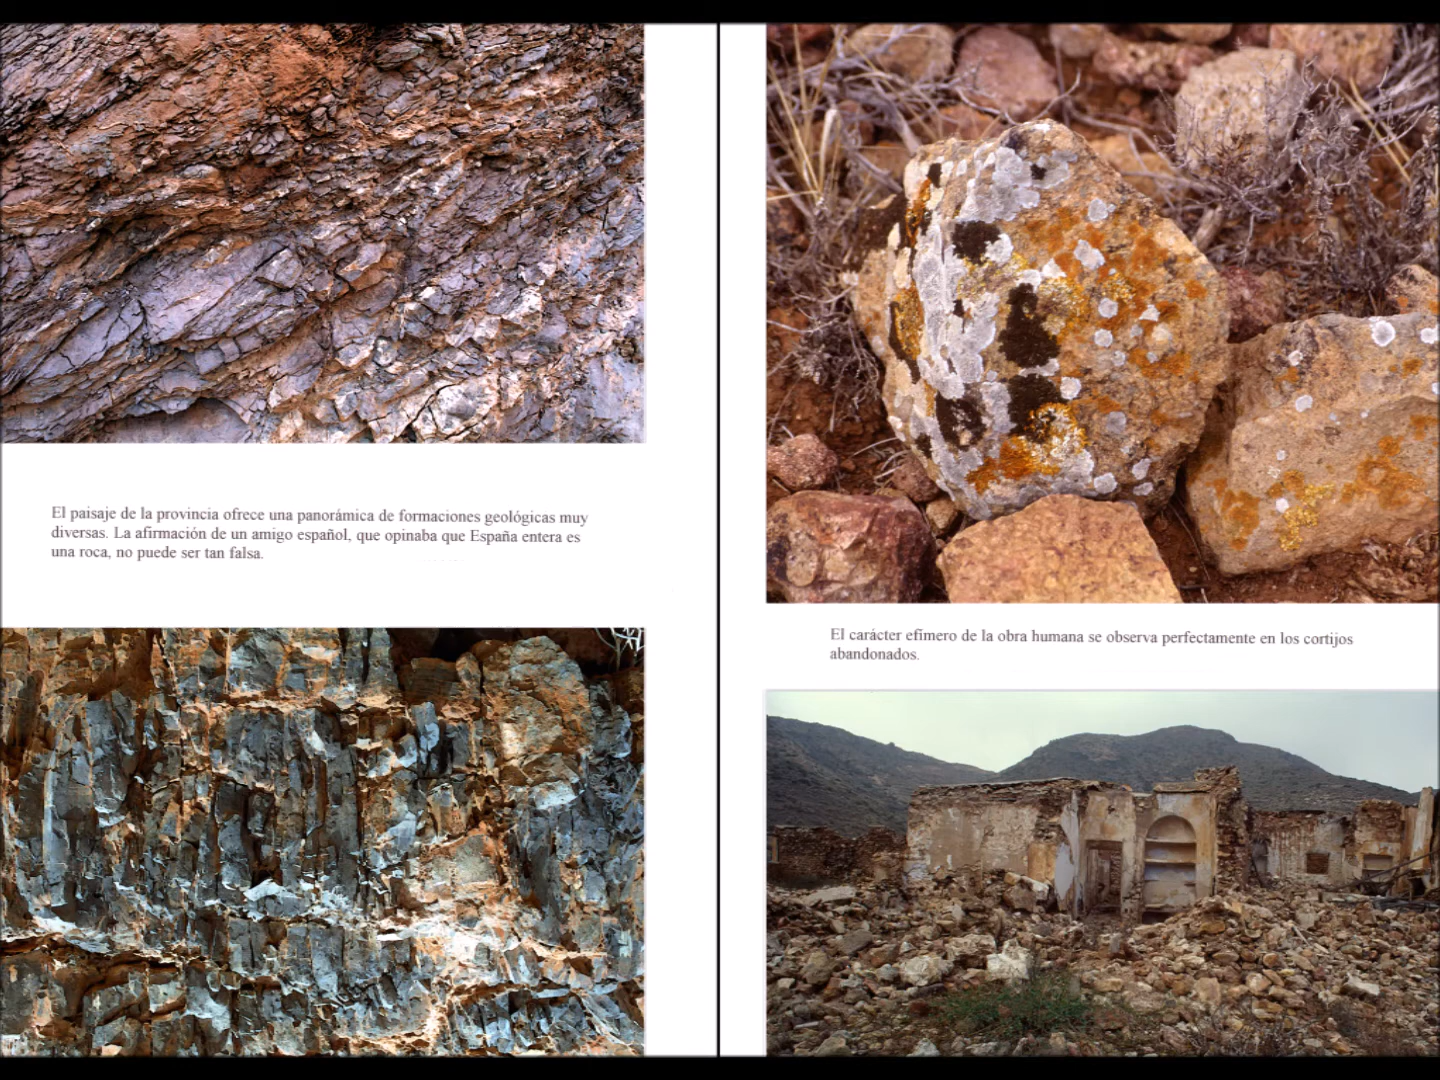 El paisaje de la provincia ofrece una panorámica de formaciones geológicas muy
diversas. La afirmación de un amigo español, que opinaba que España entera es
una roca, no puede ser tan falsa.
El carácter efímero de la obra humana se observa perfectamente en los cortijos
abandonados.